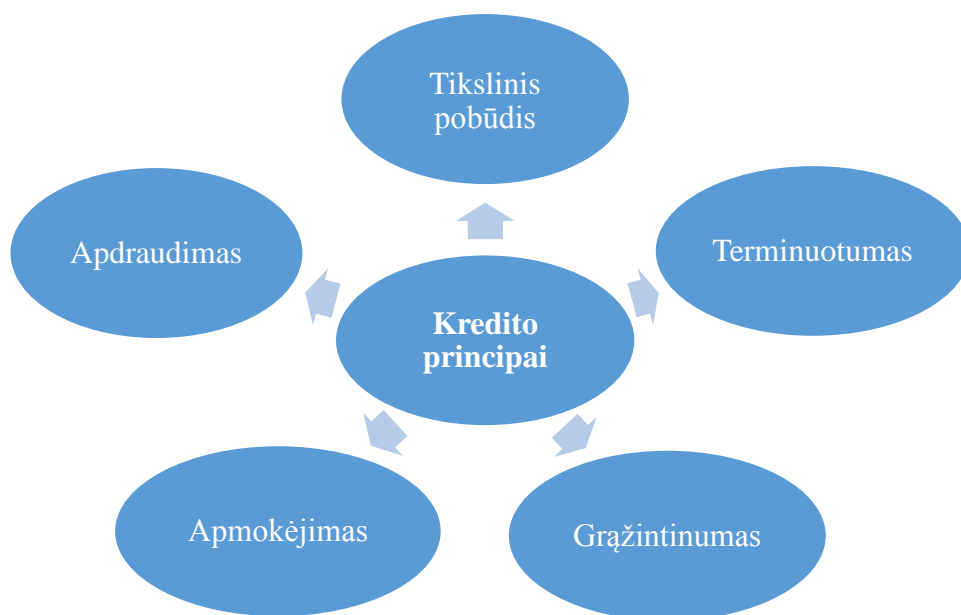 Tikslinis
pobūdis
Apdraudimas
Terminuotumas
Kredito
principai
Apmokėjimas
Grąžintinumas